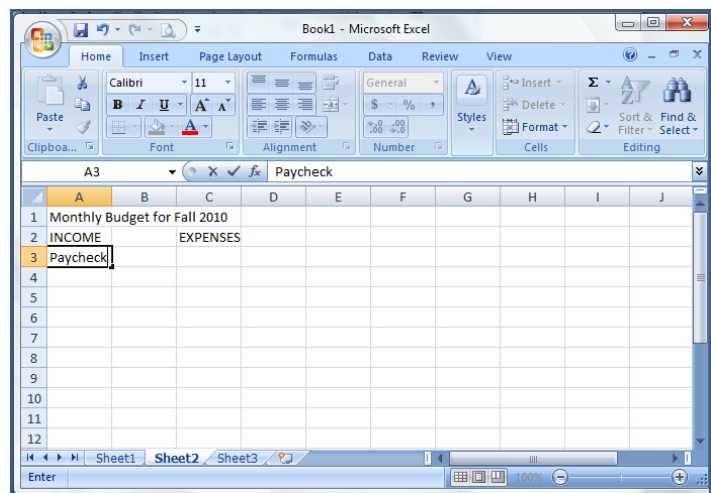 Book1 - Microsoft Excel
Home Insert Page Layout Formulas Data Review View
Paste
Calibri 11
B I U A A
A
General
$ % ,
.0 .00 .00 .0
Styles
Insert
Delete
Format
Σ
Sort & Filter
Find & Select
Clipboa... Font Alignment Number Cells Editing
A3 fx Paycheck
A B C D E F G H I J
1 Monthly Budget for Fall 2010
2 INCOME EXPENSES
3 Paycheck
4
5
6
7
8
9
10
11
12
Sheet1 Sheet2 Sheet3
Enter 100%